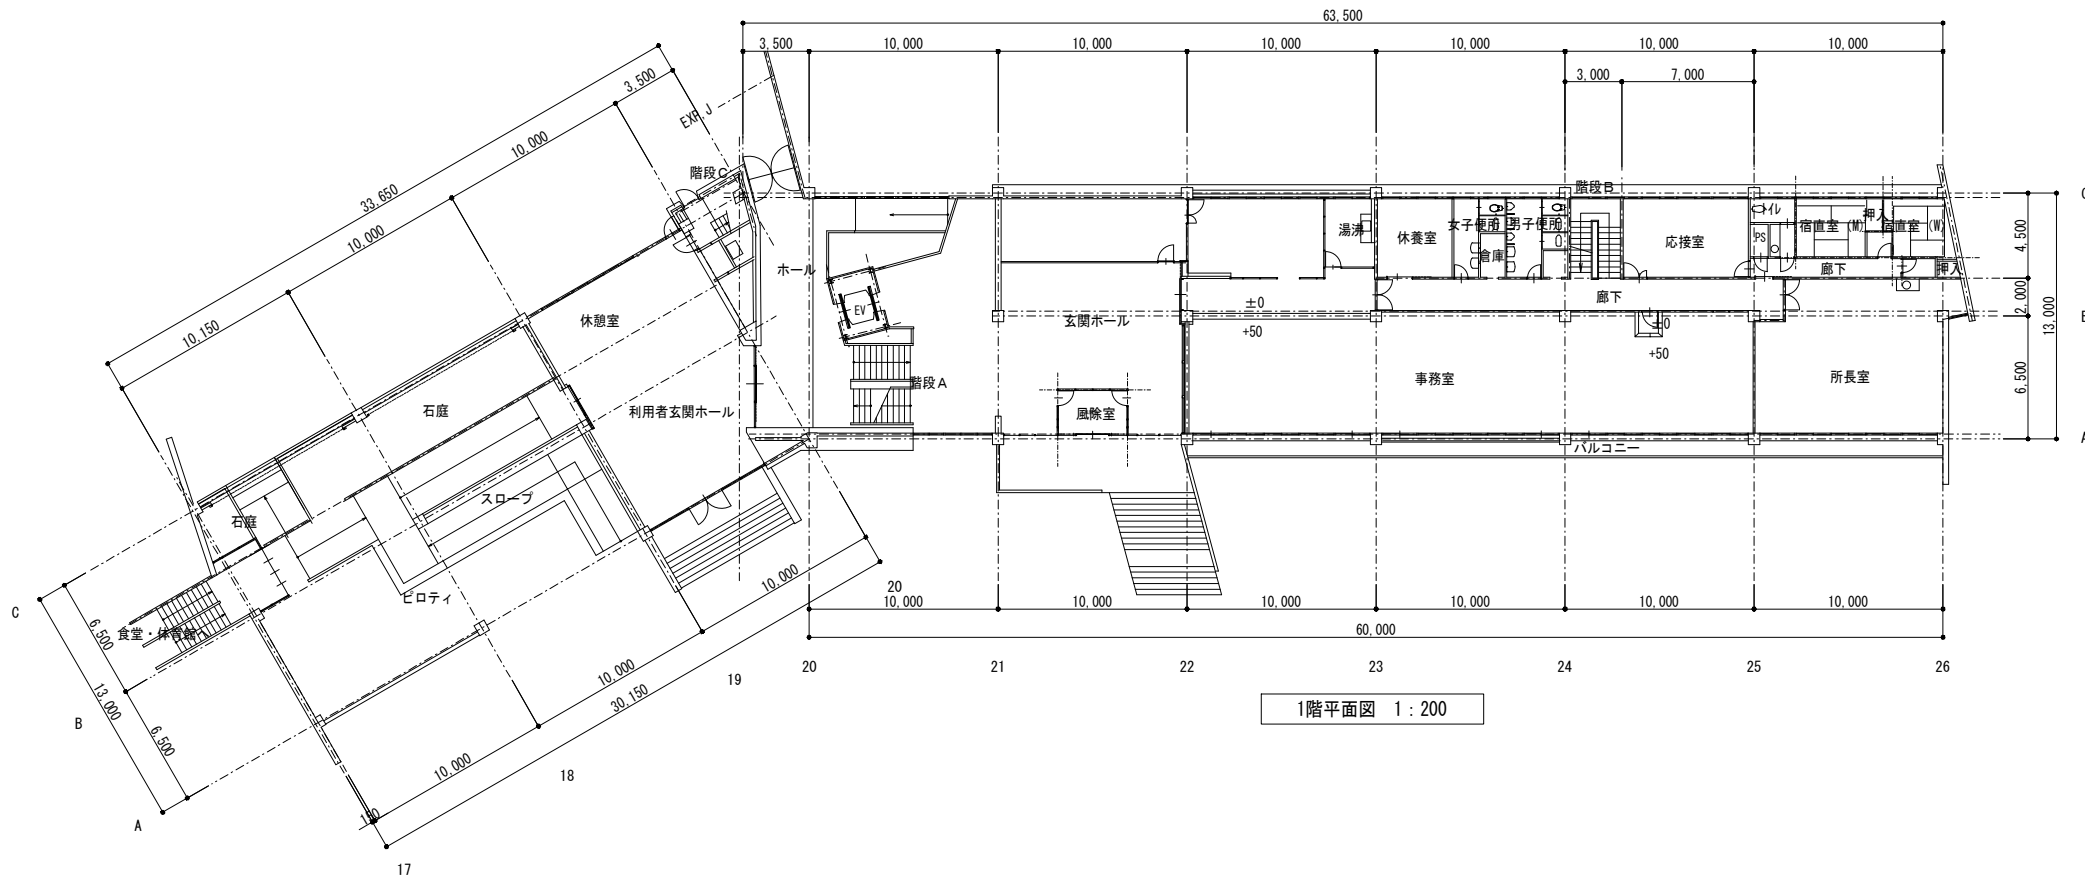 63,500
3,500
10,000
10,000
10,000
10,000
10,000
10,000
3,000
7,000
3,500
EXP.J
10,000
33,650
10,000
10,150
階段C
階段B
C
湯沸
休養室
女子便所
倉庫
男子便所
応接室
トイレ
PS
宿直室 (M)
押入
宿直室 (W)
廊下
押入
4,500
ホール
EV
玄関ホール
±0
+50
廊下
±0
+50
2,000
13,000
B
休憩室
石庭
利用者玄関ホール
階段A
風除室
事務室
所長室
6,500
A
バルコニー
スロープ
石庭
ピロティ
食堂・体育館へ
C
6,500
13,000
B
6,500
A
10,000
20
10,000
10,000
10,000
10,000
10,000
10,000
60,000
10,000
30,150
19
20
21
22
23
24
25
26
10,000
18
150
17
1階平面図 1：200